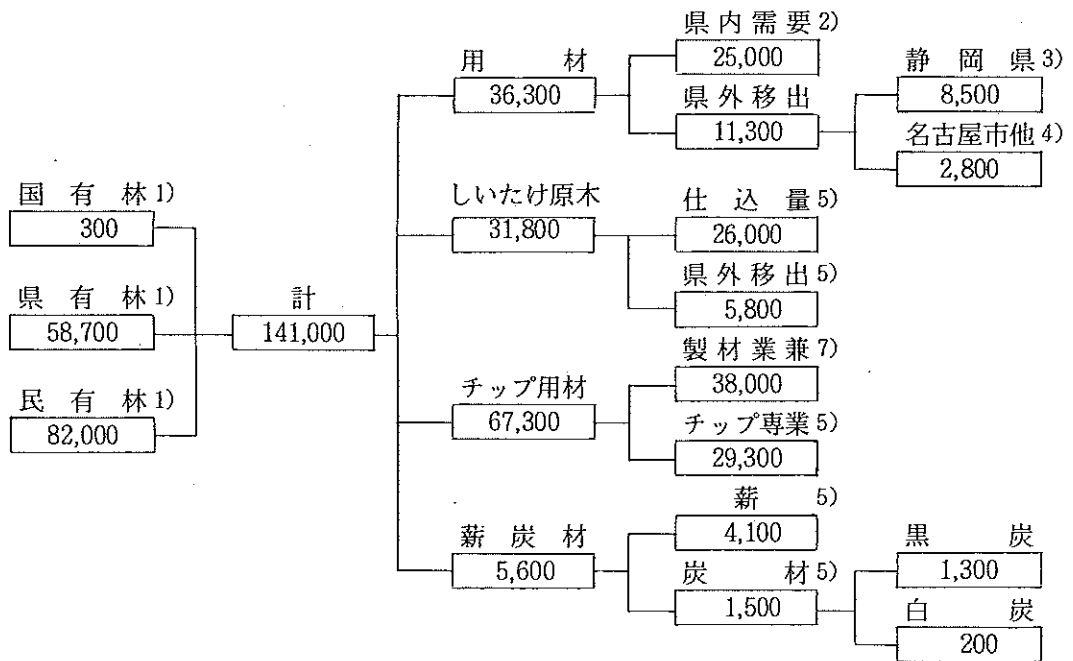 国有林1)
300
県有林1)
58,700
民有林1)
82,000
計
141,000
用材
36,300
県内需要2)
25,000
県外移出
11,300
静岡県3)
8,500
名古屋市他4)
2,800
しいたけ原木
31,800
仕込量5)
26,000
県外移出5)
5,800
チップ用材
67,300
製材業兼7)
38,000
チップ専業5)
29,300
薪炭材
5,600
薪5)
4,100
炭材5)
1,500
黒炭
1,300
白炭
200